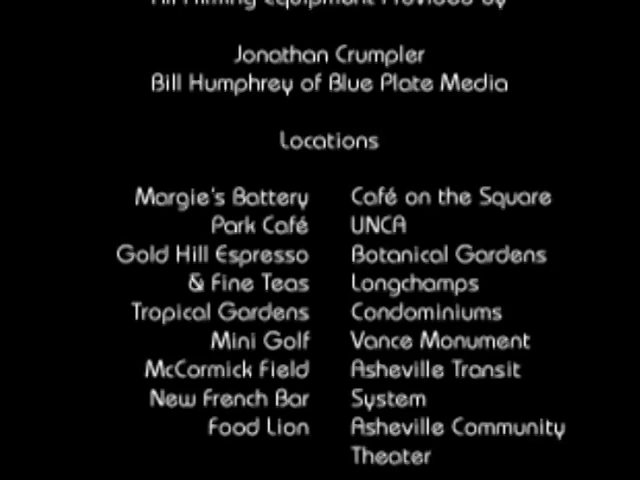 All Filming Equipment Provided by
Jonathan Crumpler
Bill Humphrey of Blue Plate Media
Locations
Margie's Battery
Park Café
Gold Hill Espresso
& Fine Teas
Tropical Gardens
Mini Golf
McCormick Field
New French Bar
Food Lion
Café on the Square
UNCA
Botanical Gardens
Longchamps
Condominiums
Vance Monument
Asheville Transit
System
Asheville Community
Theater